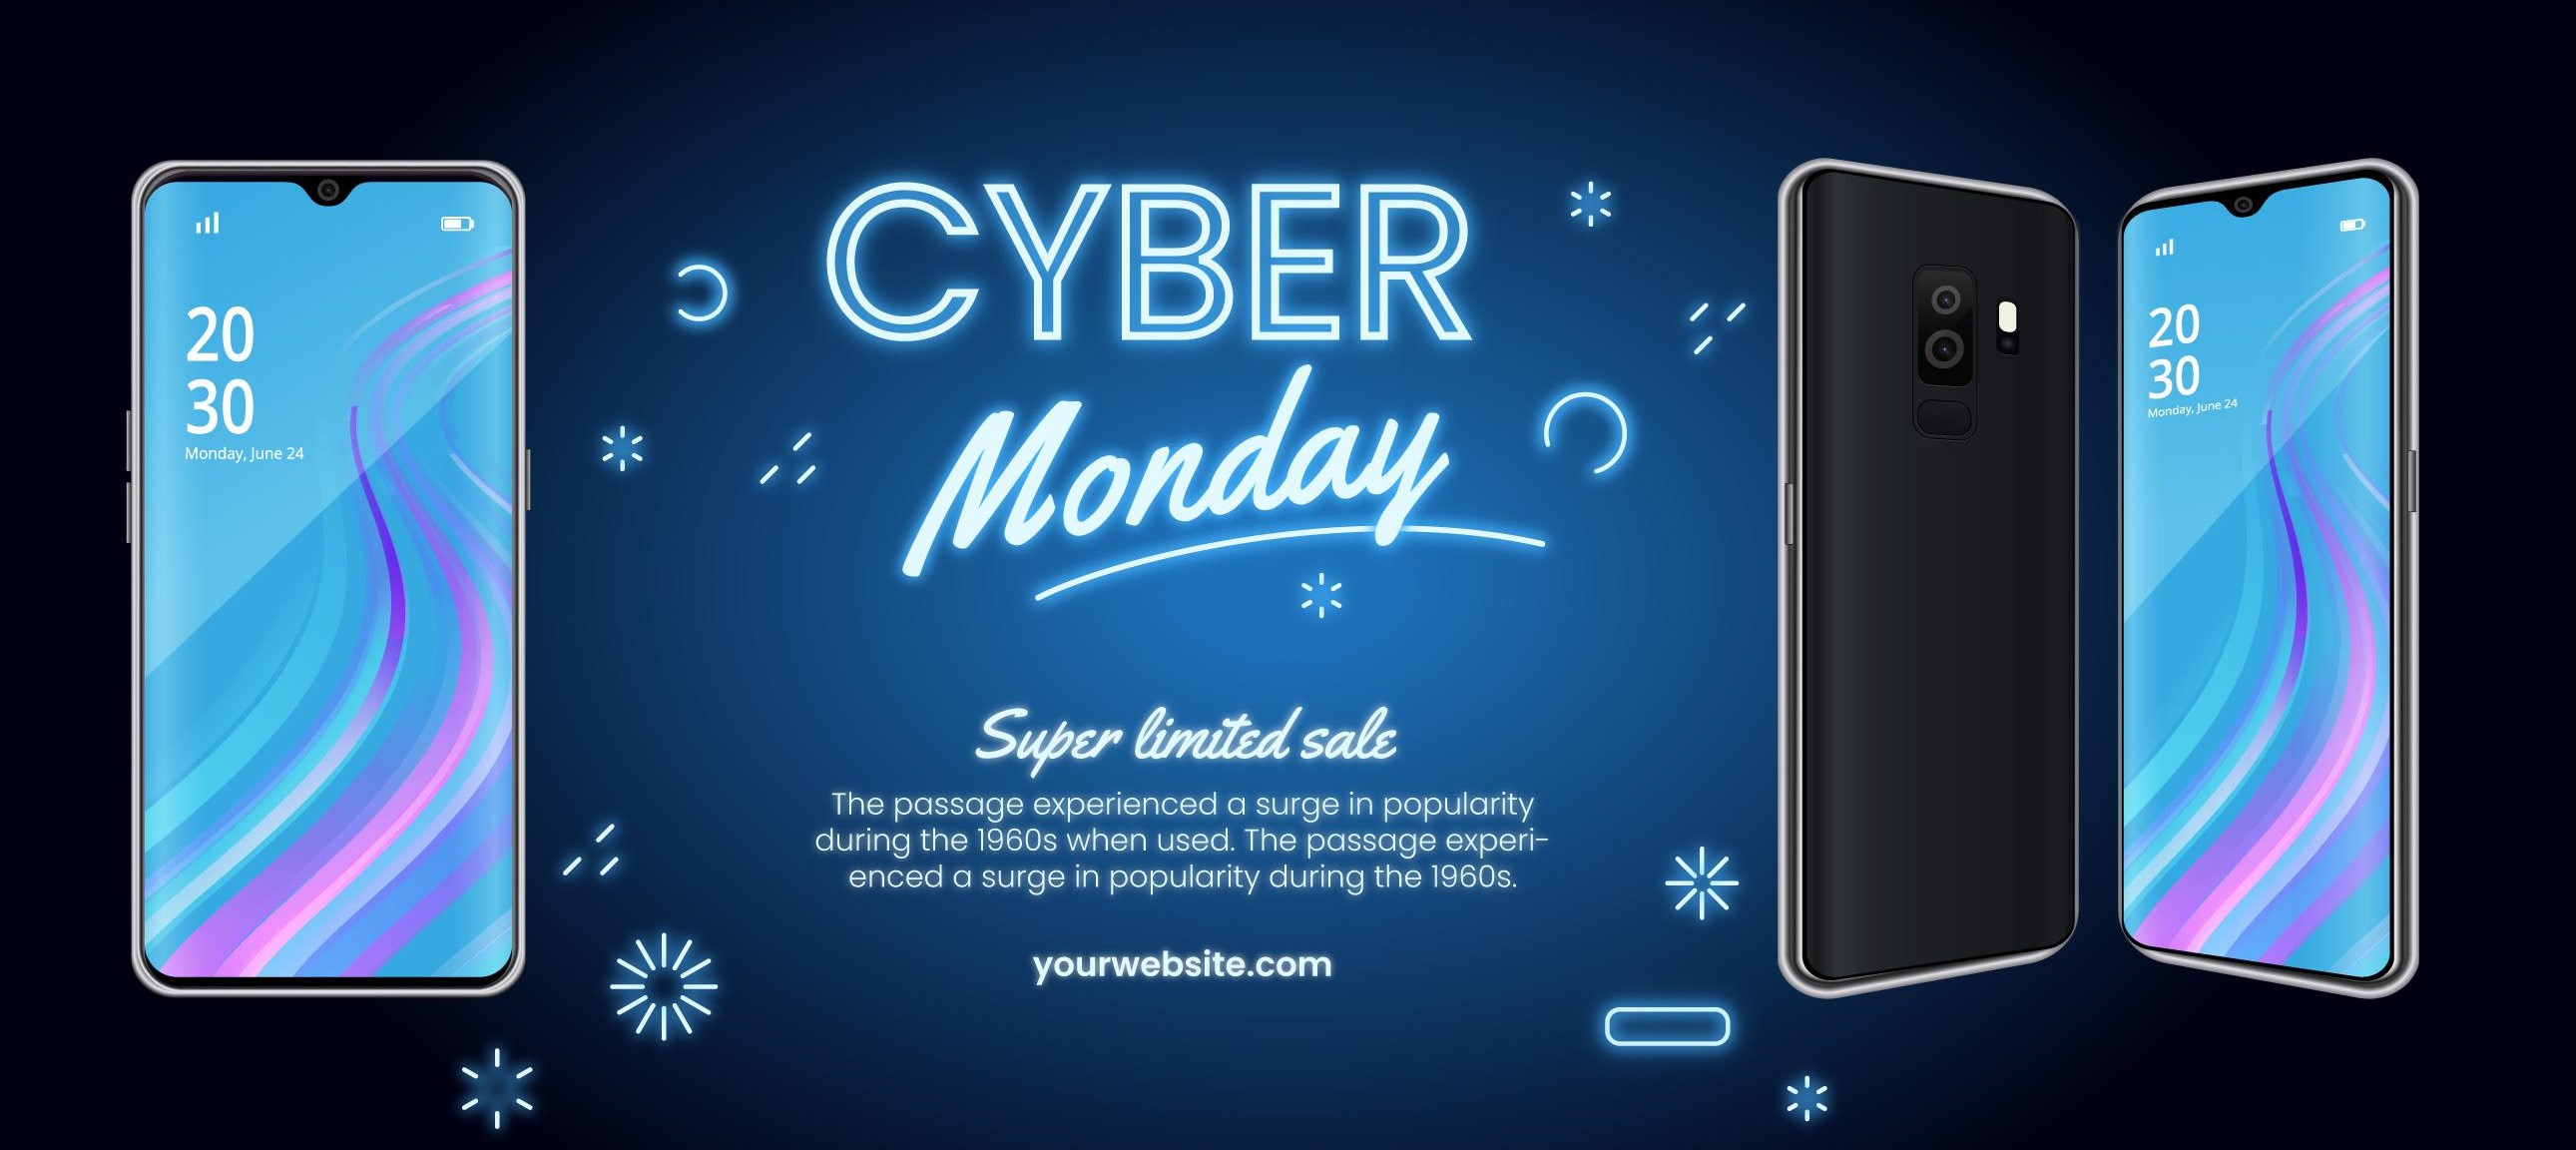 20
30
Monday, June 24
CYBER
Monday
Super limited sale
The passage experienced a surge in popularity
during the 1960s when used. The passage experi-
enced a surge in popularity during the 1960s.
yourwebsite.com
20
30
Monday, June 24